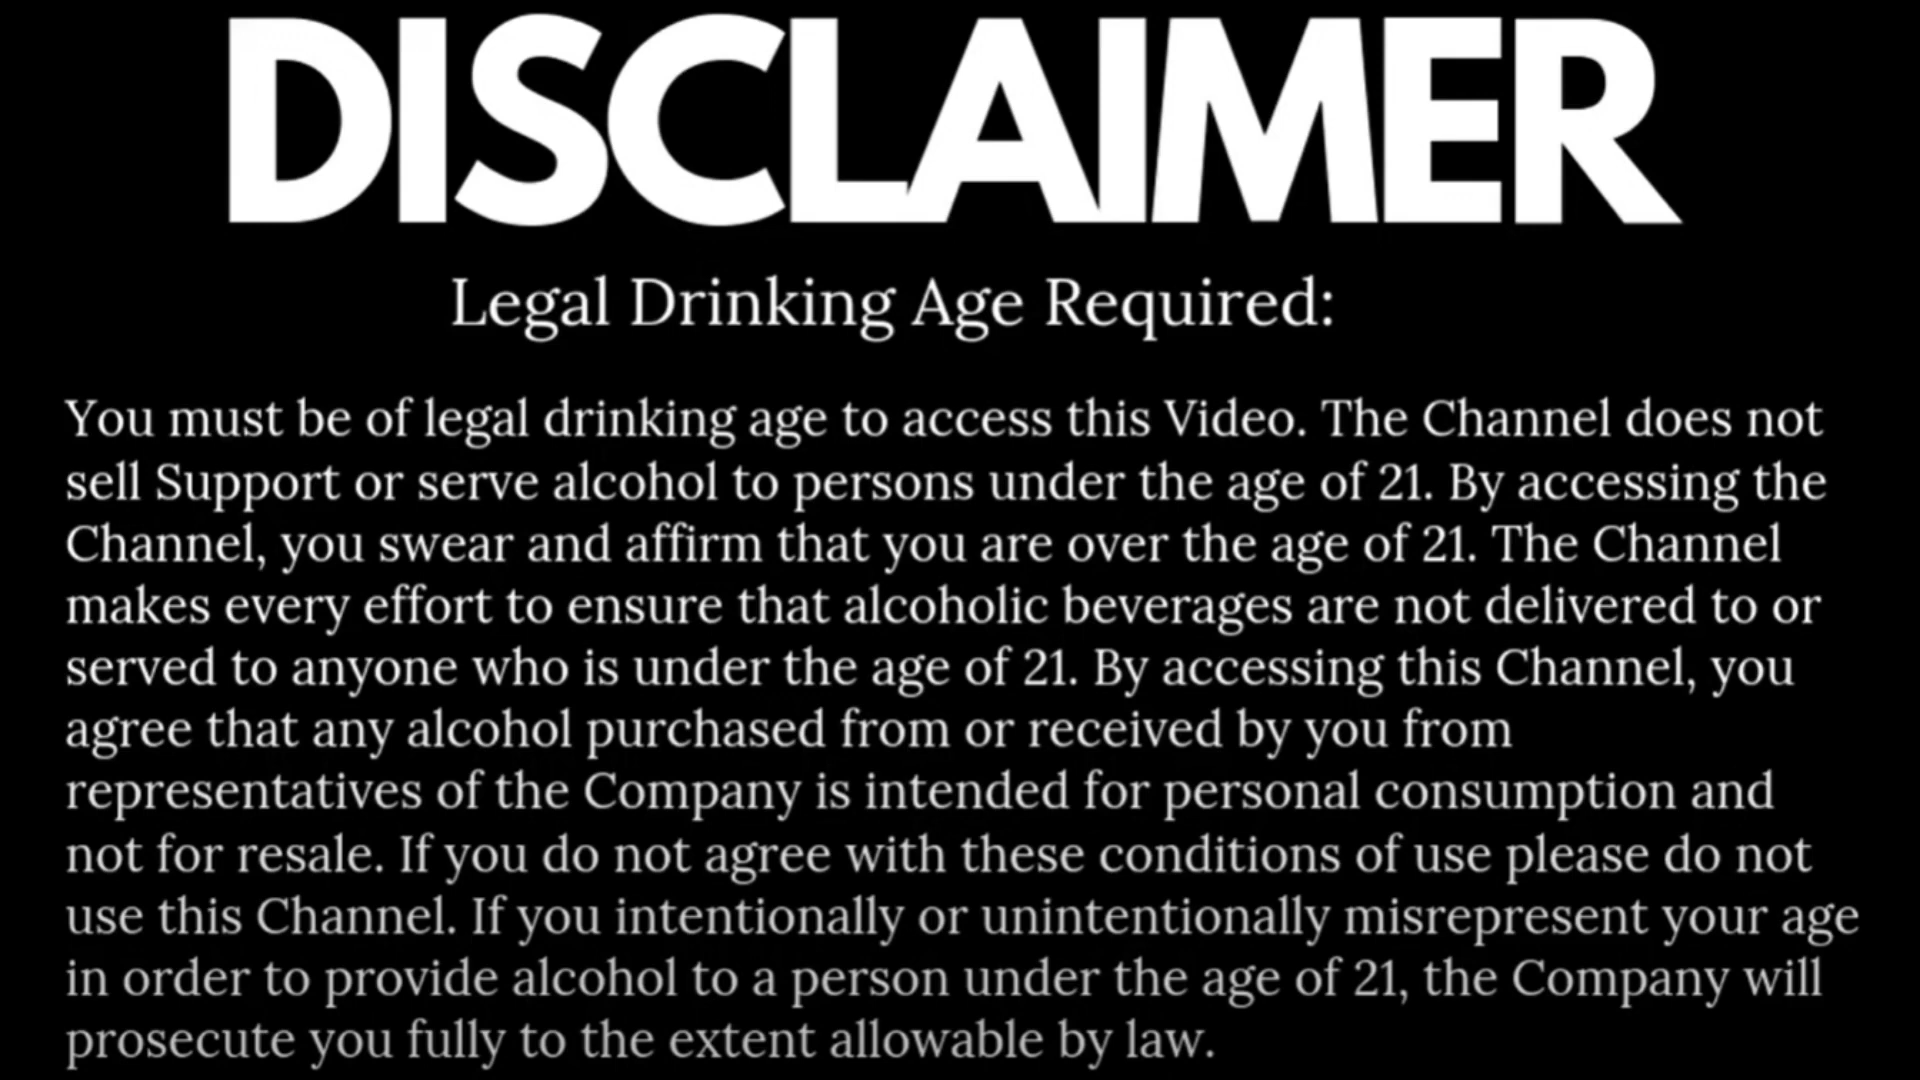 DISCLAIMER
Legal Drinking Age Required:
You must be of legal drinking age to access this Video. The Channel does not
sell Support or serve alcohol to persons under the age of 21. By accessing the
Channel, you swear and affirm that you are over the age of 21. The Channel
makes every effort to ensure that alcoholic beverages are not delivered to or
served to anyone who is under the age of 21. By accessing this Channel, you
agree that any alcohol purchased from or received by you from
representatives of the Company is intended for personal consumption and
not for resale. If you do not agree with these conditions of use please do not
use this Channel. If you intentionally or unintentionally misrepresent your age
in order to provide alcohol to a person under the age of 21, the Company will
prosecute you fully to the extent allowable by law.